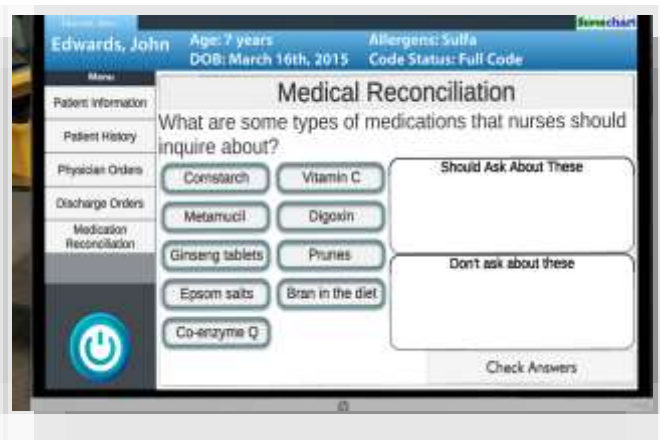 Edwards, John
Age: 7 years
Allergens: Sulfa
DOB: March 16th, 2015
Code Status: Full Code
Menu
Patient Information
Patient History
Physician Orders
Discharge Orders
Medication
Reconciliation
Medical Reconciliation
What are some types of medications that nurses should
inquire about?
Cornstarch
Vitamin C
Metamucil
Digoxin
Ginseng tablets
Prunes
Epsom salts
Bran in the diet
Co-enzyme Q
Should Ask About These
Don't ask about these
Check Answers